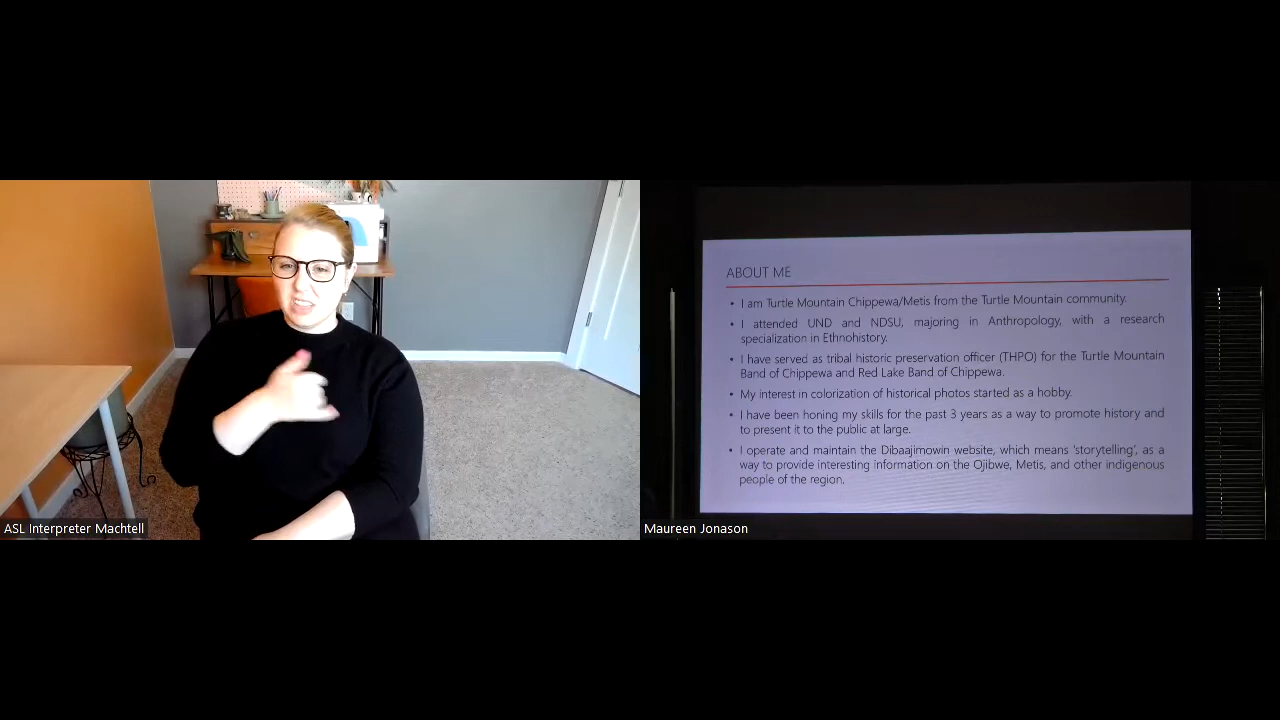 ABOUT ME
• I am Turtle Mountain Chippewa/Metis from the Turtle Mountain community.
• I attended UND and NDSU, majoring in Anthropology, with a research
specialization in Ethnohistory.
• I have served as tribal historic preservation officer (THPO) for the Turtle Mountain
Band of Chippewa and Red Lake Band of Chippewa.
• My interest in colorization of historical photos started as a hobby.
• I have been honing my skills for the past 3 years as a way to promote history and
to present it to the public at large.
• I operate and maintain the Dibaajimowin website, which means 'storytelling', as a
way to provide interesting information on the Ojibwe, Metis, and other indigenous
people of the region.
ASL Interpreter Machtell
Maureen Jonason